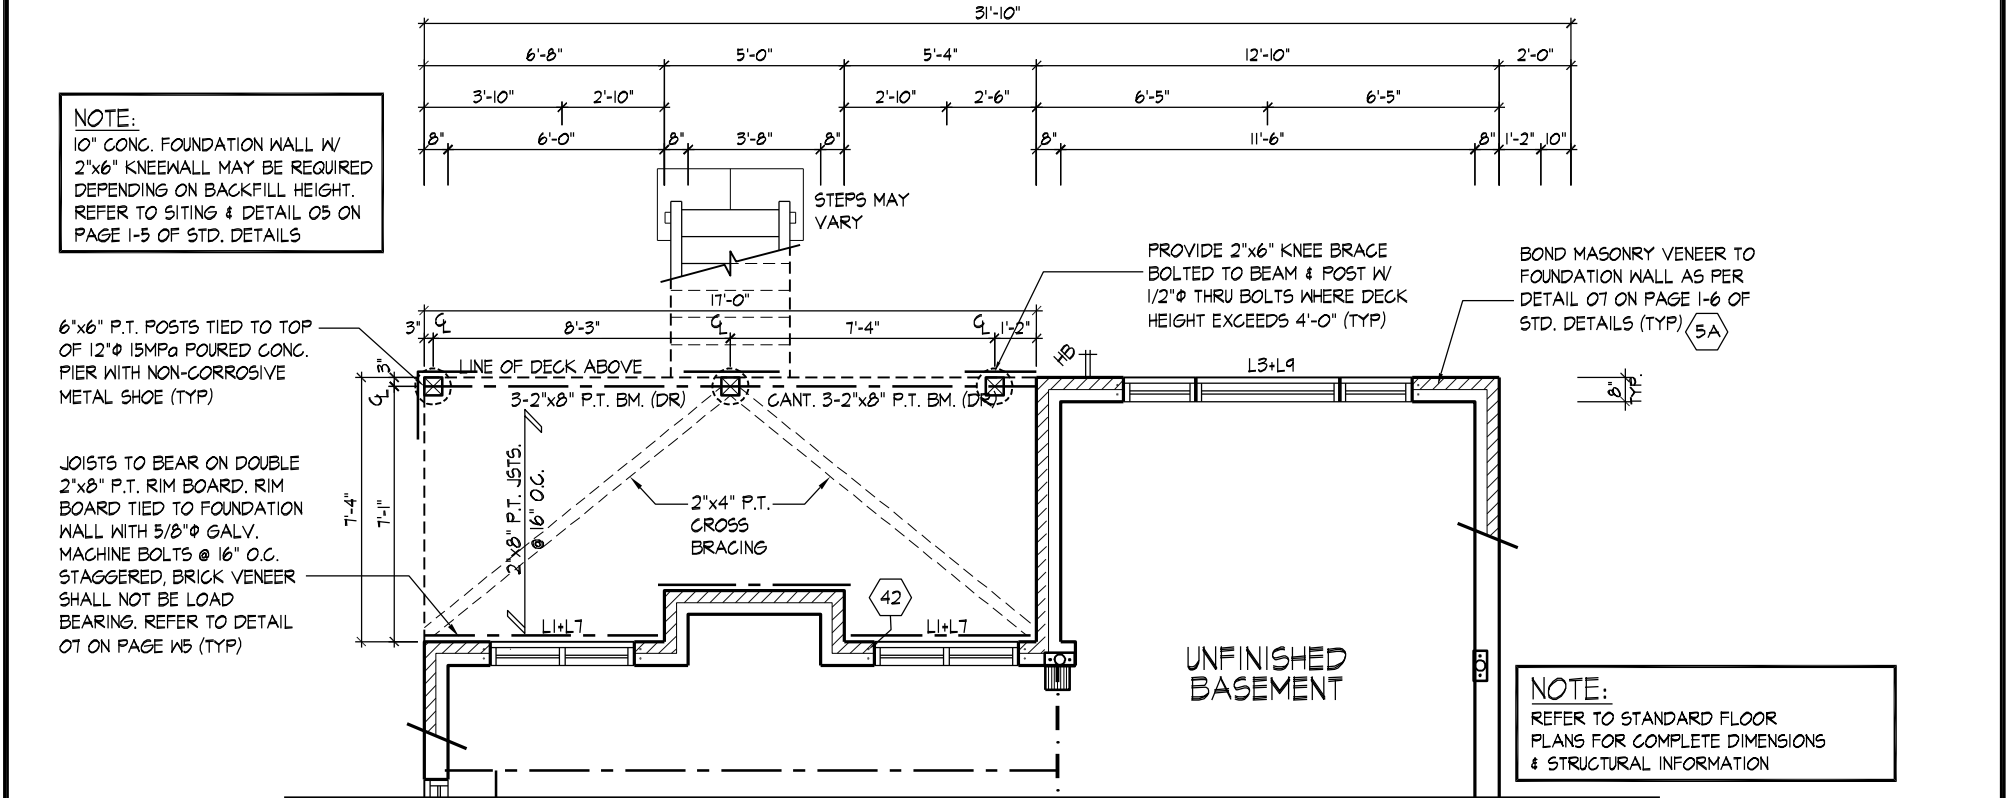 31'-10"
6'-8" 5'-0" 5'-4" 12'-10" 2'-0"
3'-10" 2'-10" 2'-10" 2'-6" 6'-5" 6'-5"
8" 6'-0" 8" 3'-8" 8" 8" 11'-6" 8" 1'-2" 10"
NOTE:
10" CONC. FOUNDATION WALL W/
2"x6" KNEEWALL MAY BE REQUIRED
DEPENDING ON BACKFILL HEIGHT.
REFER TO SITING & DETAIL 05 ON
PAGE 1-5 OF STD. DETAILS
STEPS MAY
VARY
PROVIDE 2"x6" KNEE BRACE
BOLTED TO BEAM & POST W/
1/2"Φ THRU BOLTS WHERE DECK
HEIGHT EXCEEDS 4'-0" (TYP)
BOND MASONRY VENEER TO
FOUNDATION WALL AS PER
DETAIL 07 ON PAGE 1-6 OF
STD. DETAILS (TYP)
5A
17'-0"
3" CL 8'-3" CL 7'-4" CL 1'-2"
6"x6" P.T. POSTS TIED TO TOP
OF 12"Φ 15MPa POURED CONC.
PIER WITH NON-CORROSIVE
METAL SHOE (TYP)
3"
CL
LINE OF DECK ABOVE
HB
L3+L9
8"
TYP.
3-2"x8" P.T. BM. (DR)
CANT. 3-2"x8" P.T. BM. (DR)
JOISTS TO BEAR ON DOUBLE
2"x8" P.T. RIM BOARD. RIM
BOARD TIED TO FOUNDATION
WALL WITH 5/8"Φ GALV.
MACHINE BOLTS @ 16" O.C.
STAGGERED, BRICK VENEER
SHALL NOT BE LOAD
BEARING. REFER TO DETAIL
07 ON PAGE W5 (TYP)
7'-4"
7'-1"
2"x8" P.T. JSTS.
@ 16" O.C.
2"x4" P.T.
CROSS
BRACING
42
L1+L7
L1+L7
UNFINISHED
BASEMENT
NOTE:
REFER TO STANDARD FLOOR
PLANS FOR COMPLETE DIMENSIONS
& STRUCTURAL INFORMATION